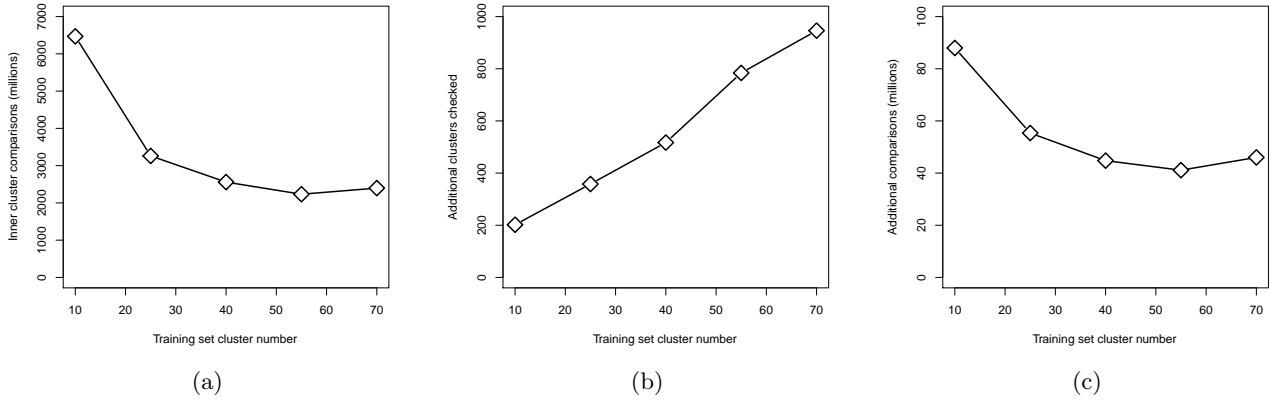 Inner cluster comparisons (millions)
7000
6000
5000
4000
3000
2000
1000
0
10 20 30 40 50 60 70
Training set cluster number
(a)
Additional clusters checked
1000
800
600
400
200
0
10 20 30 40 50 60 70
Training set cluster number
(b)
Additional comparisons (millions)
100
80
60
40
20
0
10 20 30 40 50 60 70
Training set cluster number
(c)